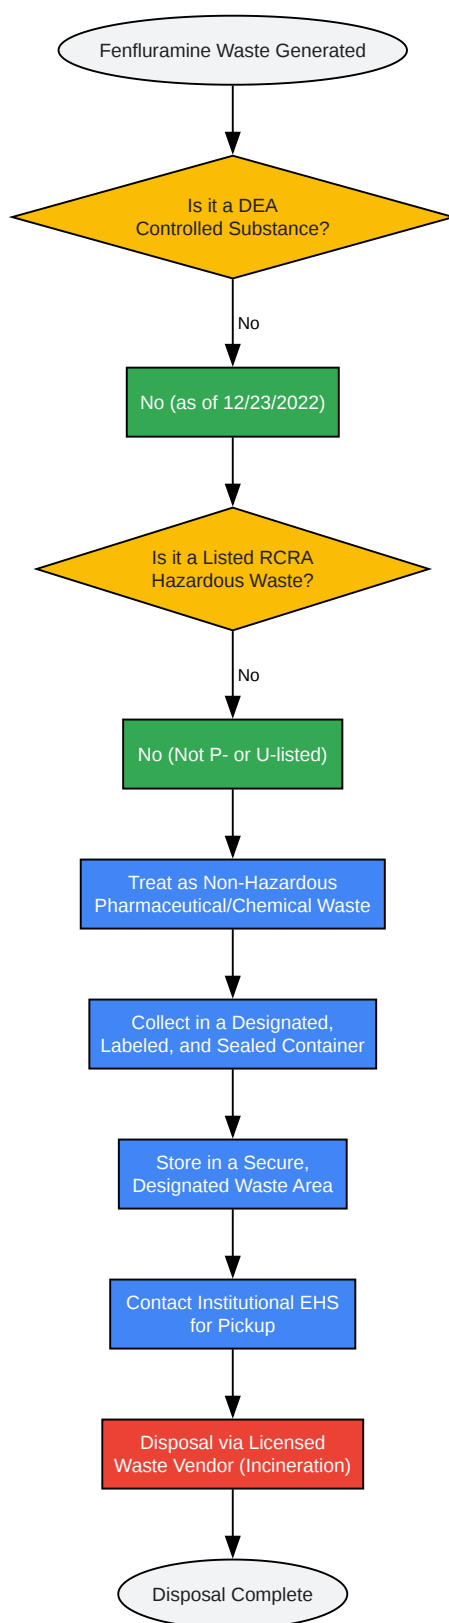 Fenfluramine Waste Generated
Is it a DEA
Controlled Substance?
No
No (as of 12/23/2022)
Is it a Listed RCRA
Hazardous Waste?
No
No (Not P- or U-listed)
Treat as Non-Hazardous
Pharmaceutical/Chemical Waste
Collect in a Designated,
Labeled, and Sealed Container
Store in a Secure,
Designated Waste Area
Contact Institutional EHS
for Pickup
Disposal via Licensed
Waste Vendor (Incineration)
Disposal Complete